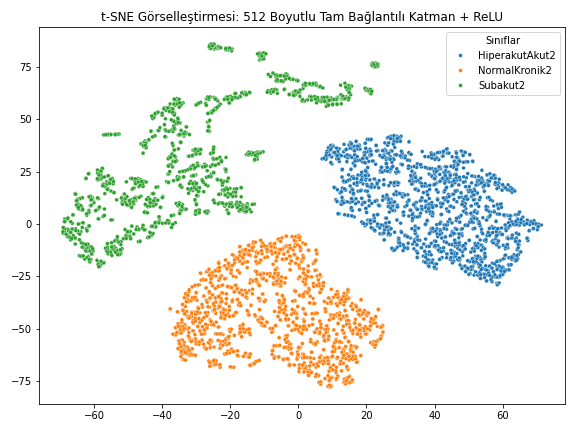 t-SNE Görselleştirmesi: 512 Boyutlu Tam Bağlantılı Katman + ReLU
Sınıflar
HiperakutAkut2
NormalKronik2
Subakut2
75
50
25
0
−25
−50
−75
−60 −40 −20 0 20 40 60